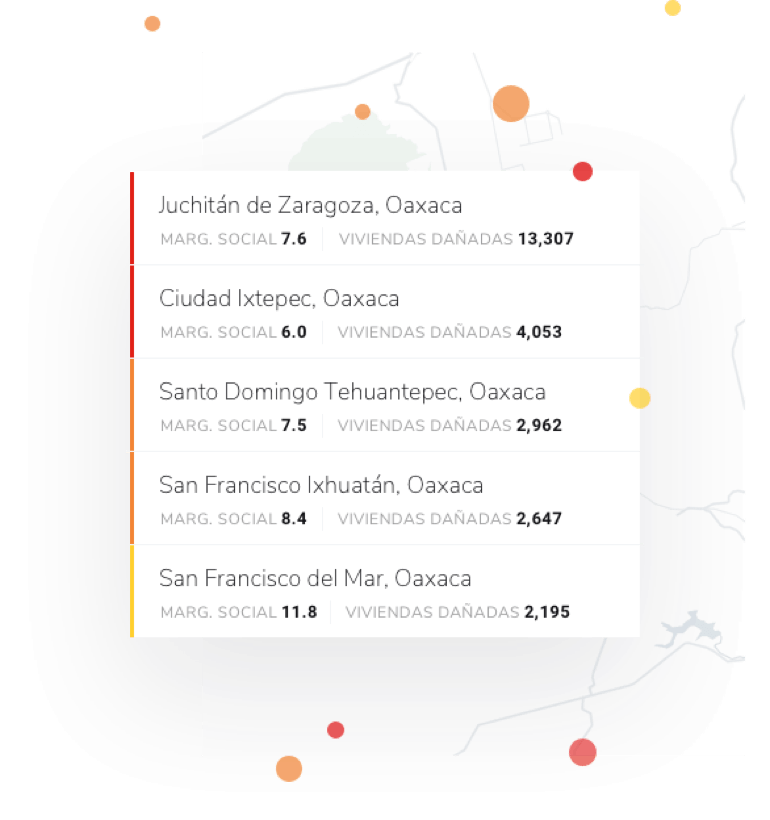 Juchitán de Zaragoza, Oaxaca
MARG. SOCIAL 7.6 VIVIENDAS DAÑADAS 13,307
Ciudad Ixtepec, Oaxaca
MARG. SOCIAL 6.0 VIVIENDAS DAÑADAS 4,053
Santo Domingo Tehuantepec, Oaxaca
MARG. SOCIAL 7.5 VIVIENDAS DAÑADAS 2,962
San Francisco Ixhuatán, Oaxaca
MARG. SOCIAL 8.4 VIVIENDAS DAÑADAS 2,647
San Francisco del Mar, Oaxaca
MARG. SOCIAL 11.8 VIVIENDAS DAÑADAS 2,195